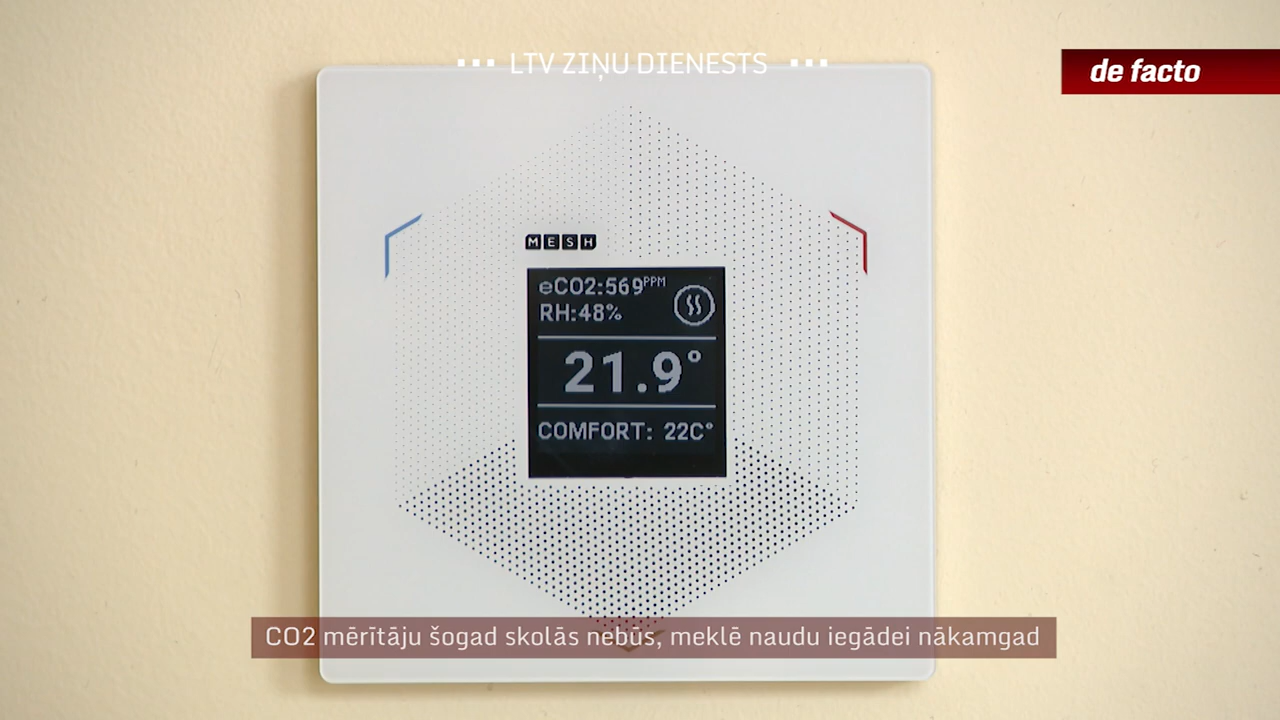 LTV ZIŅU DIENESTS
de facto
MESH
eCO2:569PPM
RH:48%
21.9°
COMFORT: 22C°
CO2 mērītāju šogad skolās nebūs, meklē naudu iegādei nākamgad